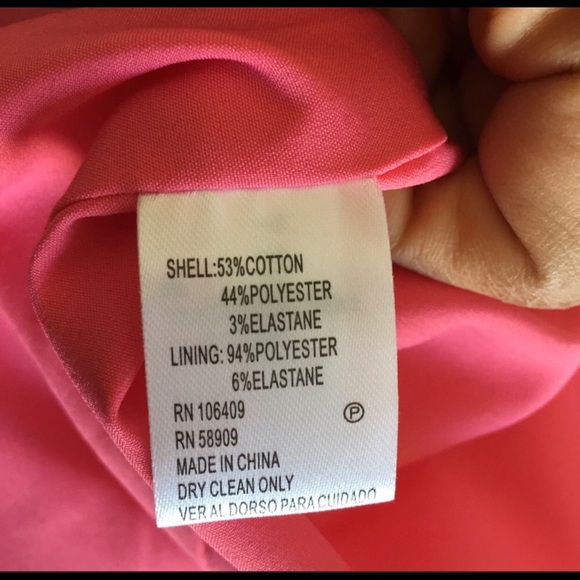 SHELL:53%COTTON
44%POLYESTER
3%ELASTANE
LINING: 94%POLYESTER
6%ELASTANE
RN 106409
P
RN 58909
MADE IN CHINA
DRY CLEAN ONLY
VER AL DORSO PARA CUIDADO